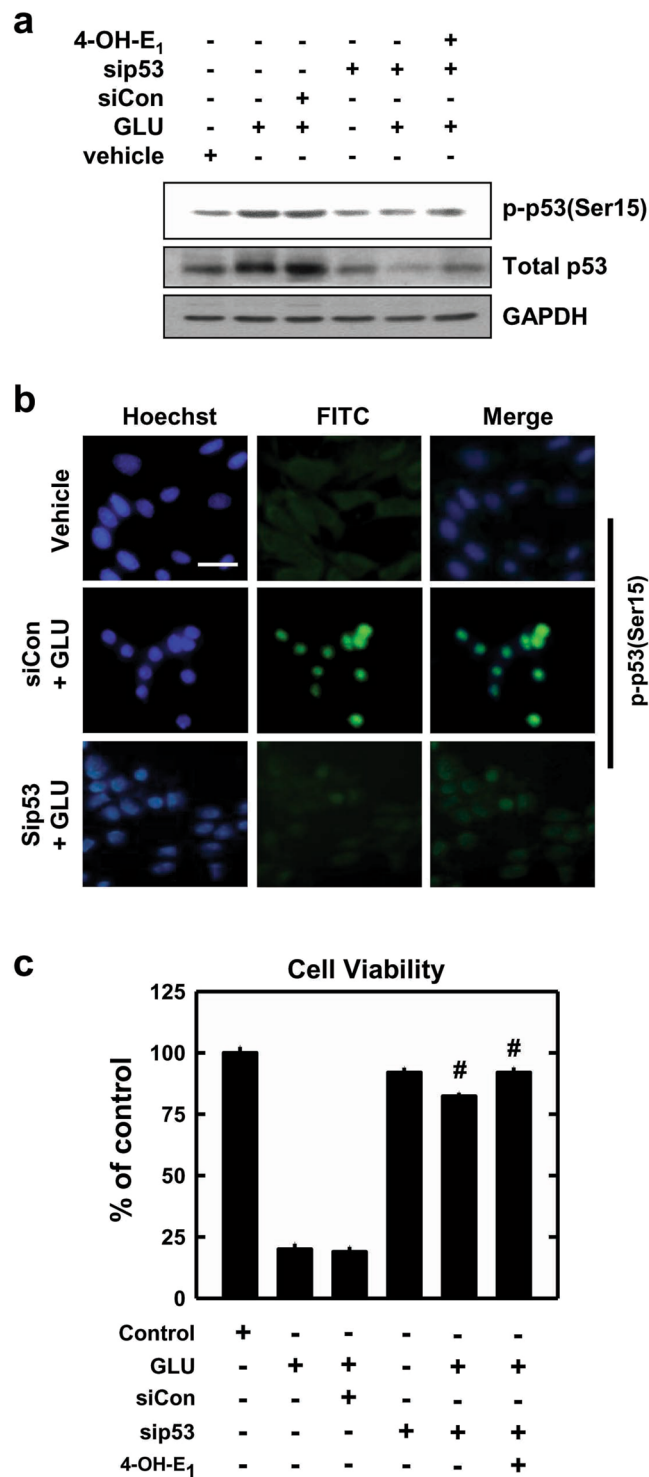 a
4-OH-E1 - - - - - +
sip53 - - - + + +
siCon - - + - - -
GLU - + + - + +
vehicle + - - - - -
p-p53(Ser15)
Total p53
GAPDH
b
Hoechst FITC Merge
Vehicle
siCon + GLU
Sip53 + GLU
p-p53(Ser15)
c
Cell Viability
% of control
125
100
75
50
25
0
# #
Control + - - - - -
GLU - + + - + +
siCon - - + - - -
sip53 - - - + + +
4-OH-E1 - - - - - +